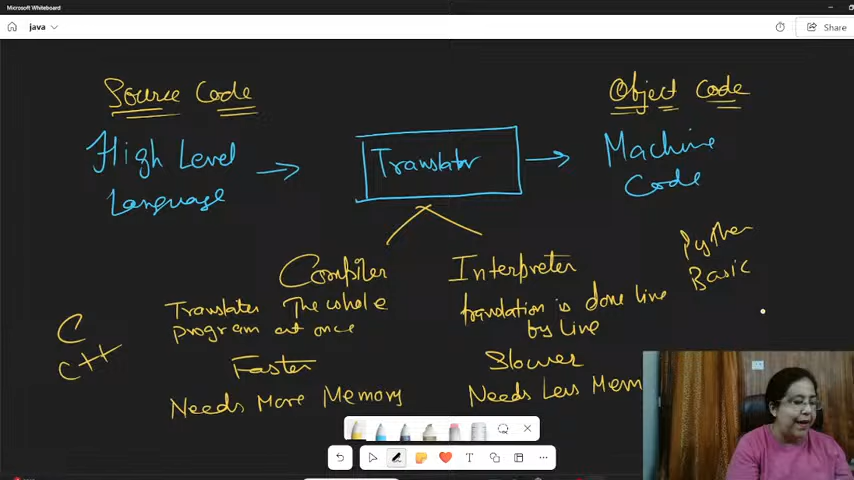 Microsoft Whiteboard
java
Share
Source Code
Object Code
High Level
Language
Translator
Machine
Code
Compiler
Interpreter
Python
Basic
Translates The whole
program at once
translation is done line
by Line
C
C++
Faster
Slower
Needs More Memory
Needs Less Mem